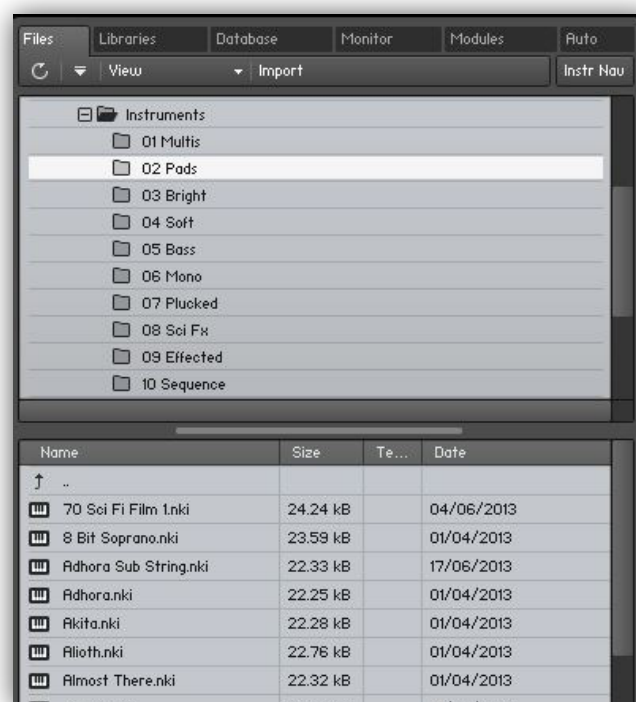 Files Libraries Database Monitor Modules Auto
View Import Instr Nav
Instruments
01 Multis
02 Pads
03 Bright
04 Soft
05 Bass
06 Mono
07 Plucked
08 Sci Fx
09 Effected
10 Sequence
Name Size Te... Date
..
70 Sci Fi Film 1.nki 24.24 kB 04/06/2013
8 Bit Soprano.nki 23.59 kB 01/04/2013
Adhora Sub String.nki 22.33 kB 17/06/2013
Adhora.nki 22.25 kB 01/04/2013
Akita.nki 22.28 kB 01/04/2013
Alioth.nki 22.76 kB 01/04/2013
Almost There.nki 22.32 kB 01/04/2013